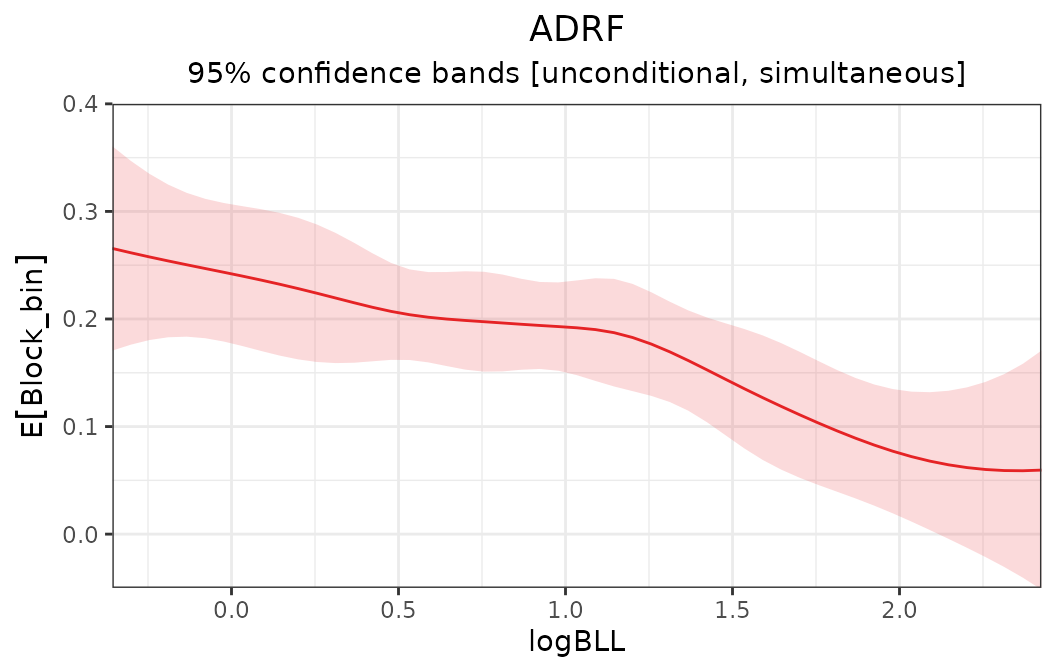 ADRF
95% confidence bands [unconditional, simultaneous]
E[Block_bin]
0.4
0.3
0.2
0.1
0.0
0.0 0.5 1.0 1.5 2.0
logBLL